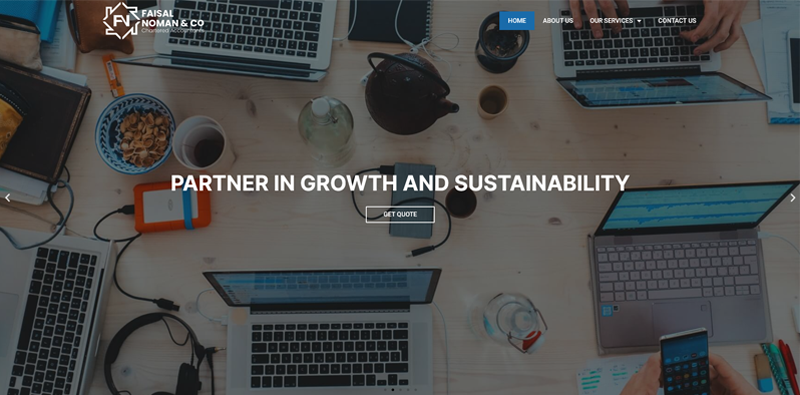 FAISAL
NOMAN & CO
Chartered Accountants
HOME
ABOUT US
OUR SERVICES
CONTACT US
PARTNER IN GROWTH AND SUSTAINABILITY
GET QUOTE